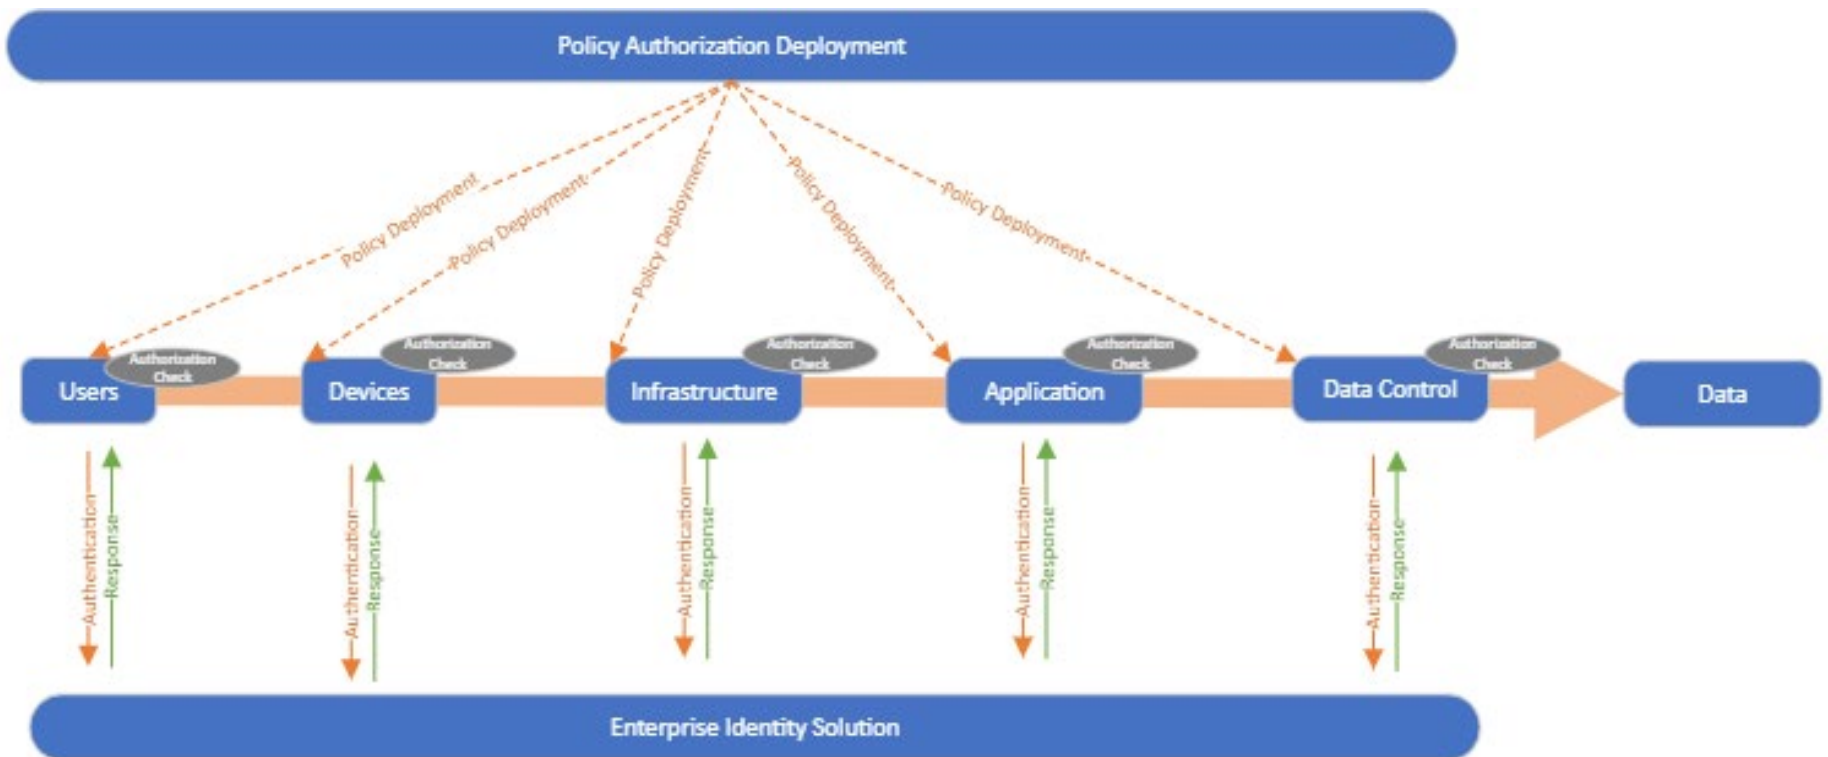 Policy Authorization Deployment
Policy Deployment
Policy Deployment
Policy Deployment
Policy Deployment
Policy Deployment
Authorization
Check
Authorization
Check
Authorization
Check
Authorization
Check
Authorization
Check
Users
Devices
Infrastructure
Application
Data Control
Data
Authentication
Response
Authentication
Response
Authentication
Response
Authentication
Response
Authentication
Response
Enterprise Identity Solution